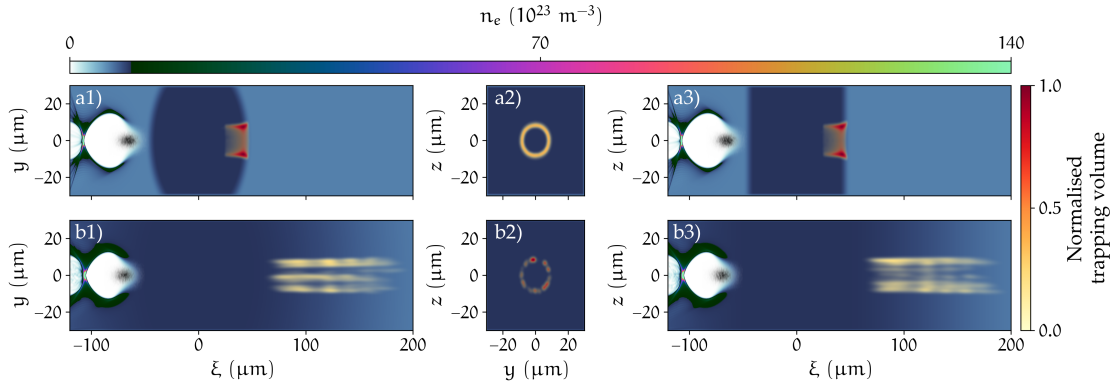 n_e (10^23 m^−3)
0 70 140
a1) a2) a3)
20
0
−20
y (μm)
20
0
−20
z (μm)
20
0
−20
z (μm)
b1) b2) b3)
20
0
−20
y (μm)
20
0
−20
z (μm)
20
0
−20
z (μm)
−100 0 100 200
ξ (μm)
−20 0 20
y (μm)
−100 0 100 200
ξ (μm)
1.0
0.5
0.0
Normalised
trapping volume